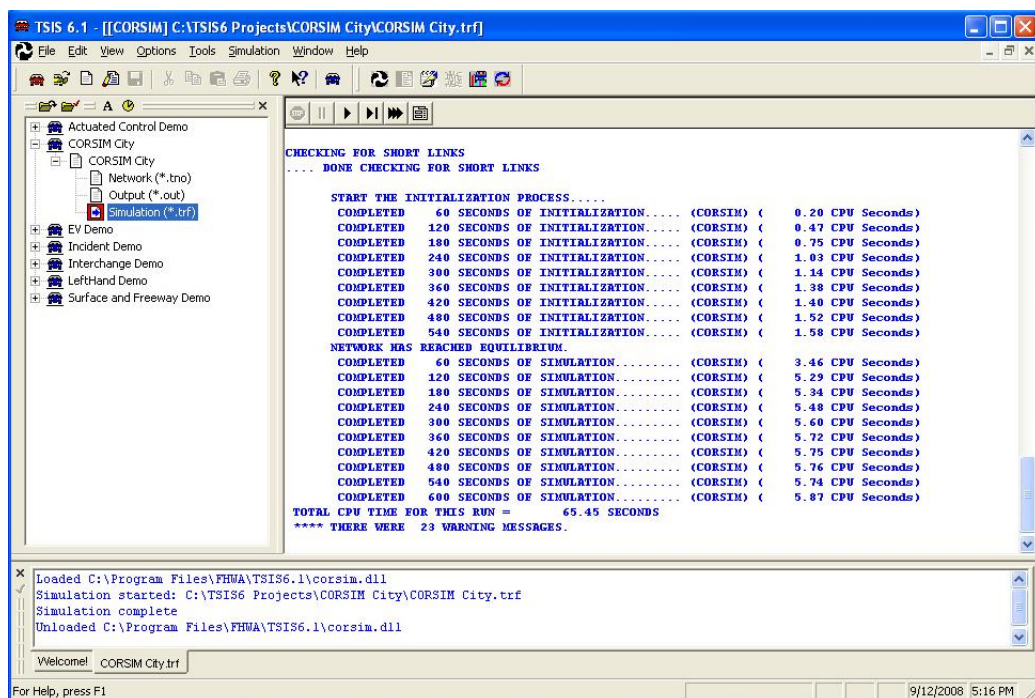 TSIS 6.1 - [[CORSIM] C:\TSIS6 Projects\CORSIM City\CORSIM City.trf]
File Edit View Options Tools Simulation Window Help
Actuated Control Demo
CORSIM City
CORSIM City
Network (*.tno)
Output (*.out)
Simulation (*.trf)
EV Demo
Incident Demo
Interchange Demo
LeftHand Demo
Surface and Freeway Demo
CHECKING FOR SHORT LINKS
.... DONE CHECKING FOR SHORT LINKS
START THE INITIALIZATION PROCESS.....
COMPLETED 60 SECONDS OF INITIALIZATION..... (CORSIM) ( 0.20 CPU Seconds)
COMPLETED 120 SECONDS OF INITIALIZATION..... (CORSIM) ( 0.47 CPU Seconds)
COMPLETED 180 SECONDS OF INITIALIZATION..... (CORSIM) ( 0.75 CPU Seconds)
COMPLETED 240 SECONDS OF INITIALIZATION..... (CORSIM) ( 1.03 CPU Seconds)
COMPLETED 300 SECONDS OF INITIALIZATION..... (CORSIM) ( 1.14 CPU Seconds)
COMPLETED 360 SECONDS OF INITIALIZATION..... (CORSIM) ( 1.38 CPU Seconds)
COMPLETED 420 SECONDS OF INITIALIZATION..... (CORSIM) ( 1.40 CPU Seconds)
COMPLETED 480 SECONDS OF INITIALIZATION..... (CORSIM) ( 1.52 CPU Seconds)
COMPLETED 540 SECONDS OF INITIALIZATION..... (CORSIM) ( 1.58 CPU Seconds)
NETWORK HAS REACHED EQUILIBRIUM.
COMPLETED 60 SECONDS OF SIMULATION......... (CORSIM) ( 3.46 CPU Seconds)
COMPLETED 120 SECONDS OF SIMULATION......... (CORSIM) ( 5.29 CPU Seconds)
COMPLETED 180 SECONDS OF SIMULATION......... (CORSIM) ( 5.34 CPU Seconds)
COMPLETED 240 SECONDS OF SIMULATION......... (CORSIM) ( 5.48 CPU Seconds)
COMPLETED 300 SECONDS OF SIMULATION......... (CORSIM) ( 5.60 CPU Seconds)
COMPLETED 360 SECONDS OF SIMULATION......... (CORSIM) ( 5.72 CPU Seconds)
COMPLETED 420 SECONDS OF SIMULATION......... (CORSIM) ( 5.75 CPU Seconds)
COMPLETED 480 SECONDS OF SIMULATION......... (CORSIM) ( 5.76 CPU Seconds)
COMPLETED 540 SECONDS OF SIMULATION......... (CORSIM) ( 5.74 CPU Seconds)
COMPLETED 600 SECONDS OF SIMULATION......... (CORSIM) ( 5.87 CPU Seconds)
TOTAL CPU TIME FOR THIS RUN = 65.45 SECONDS
**** THERE WERE 23 WARNING MESSAGES.
Loaded C:\Program Files\FHWA\TSIS6.1\corsim.dll
Simulation started: C:\TSIS6 Projects\CORSIM City\CORSIM City.trf
Simulation complete
Unloaded C:\Program Files\FHWA\TSIS6.1\corsim.dll
Welcome! CORSIM City.trf
For Help, press F1 9/12/2008 5:16 PM